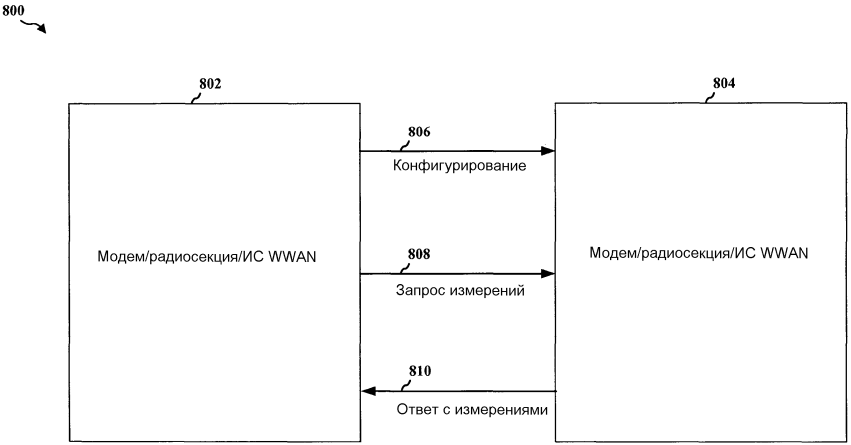 800
802
804
806
Конфигурирование
Модем/радиосекция/ИС WWAN
Модем/радиосекция/ИС WWAN
808
Запрос измерений
810
Ответ с измерениями